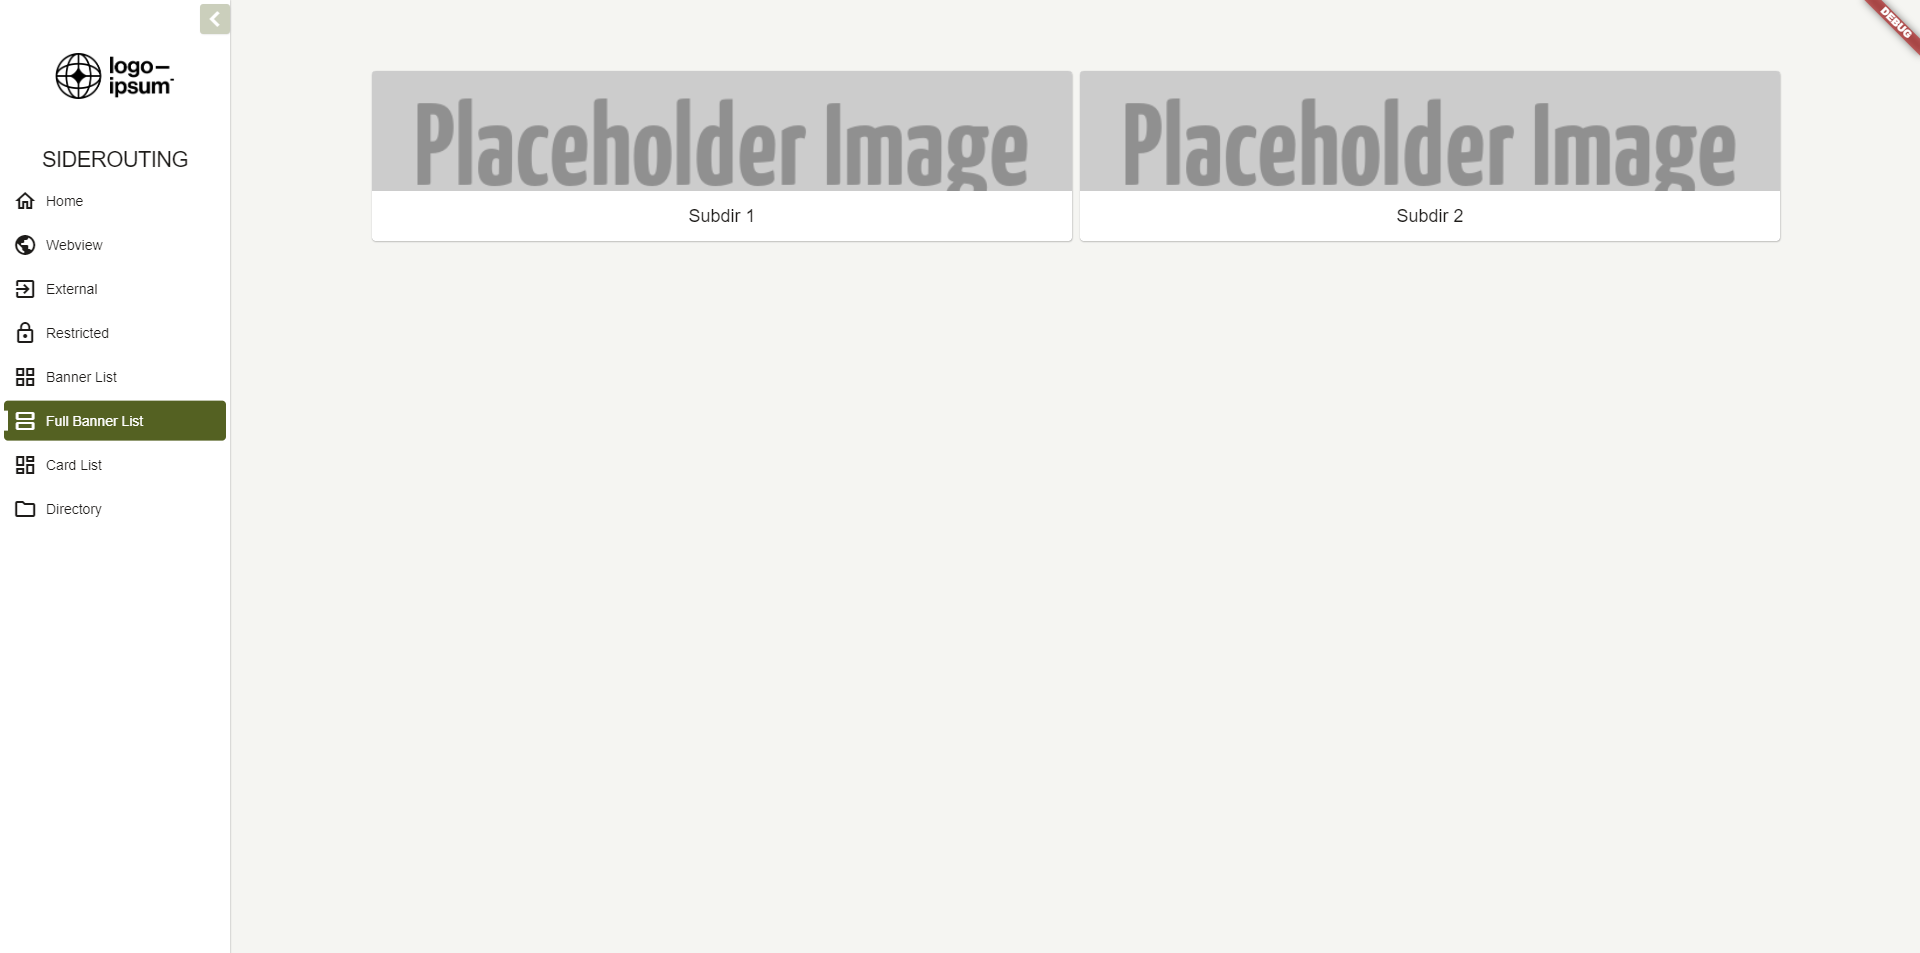 logo—
ipsum
SIDEROUTING
Home
Webview
External
Restricted
Banner List
Full Banner List
Card List
Directory
Placeholder Image
Subdir 1
Placeholder Image
Subdir 2
DEBUG